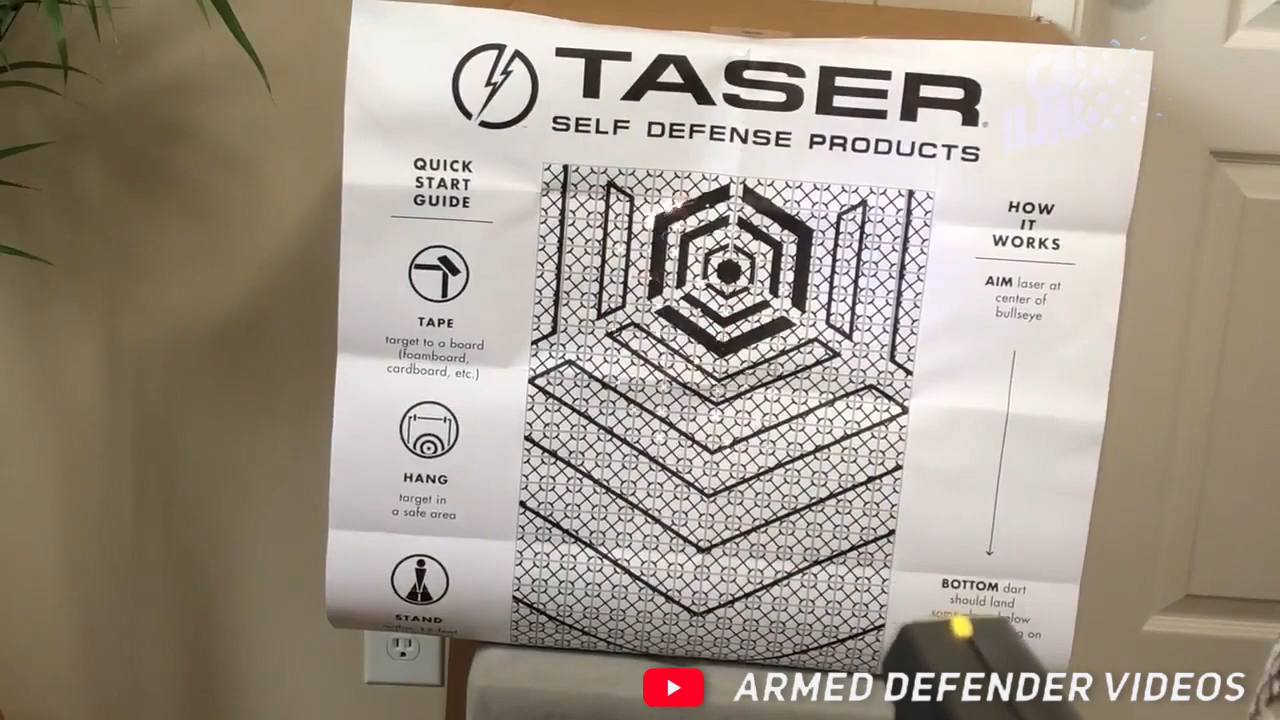 TASER
SELF DEFENSE PRODUCTS
QUICK
START
GUIDE
TAPE
target to a board
(foamboard,
cardboard, etc.)
HANG
target in
a safe area
STAND
HOW
IT
WORKS
AIM laser at
center of
bullseye
BOTTOM dart
should land
on
ARMED DEFENDER VIDEOS